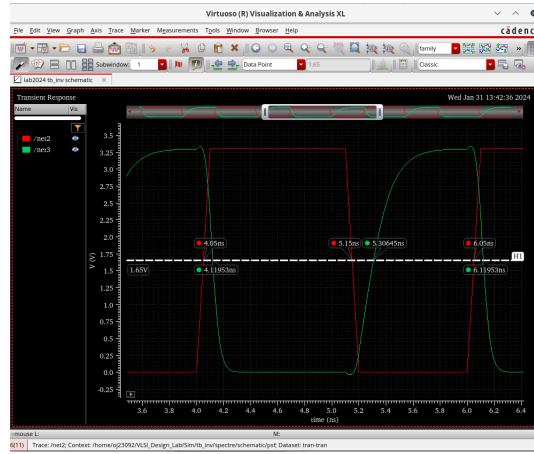 Virtuoso (R) Visualization & Analysis XL
File Edit View Graph Axis Trace Marker Measurements Tools Window Browser Help
cādence
family
Subwindow: 1
Data Point
1.65
Classic
lab2024 tb_inv schematic
Transient Response
Wed Jan 31 13:42:36 2024
Name Vis
/net2
/net3
V (V)
3.5
3.25
3.0
2.75
2.5
2.25
2.0
1.75
1.5
1.25
1.0
0.75
0.5
0.25
0.0
-0.25
4.05ns
5.15ns
5.30645ns
6.05ns
H1
1.65V
4.11953ns
6.11953ns
3.6 3.8 4.0 4.2 4.4 4.6 4.8 5.0 5.2 5.4 5.6 5.8 6.0 6.2 6.4
time (ns)
mouse L:
M:
6(11) Trace: /net2; Context: /home/oj23092/VLSI_Design_Lab/Sim/tb_inv/spectre/schematic/psf; Dataset: tran-tran